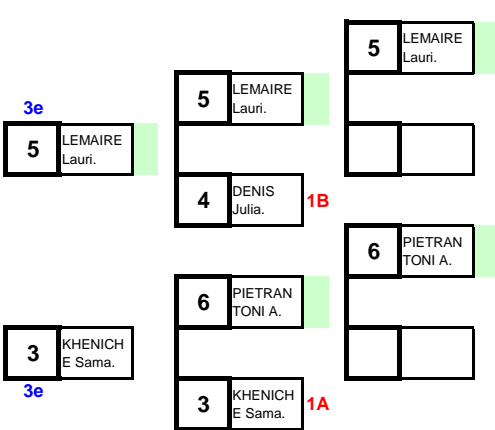 3e
5
LEMAIRE
Lauri.
3
KHENICH
E Sama.
3e
5
LEMAIRE
Lauri.
4
DENIS
Julia.
1B
6
PIETRAN
TONI A.
3
KHENICH
E Sama.
1A
5
LEMAIRE
Lauri.
6
PIETRAN
TONI A.